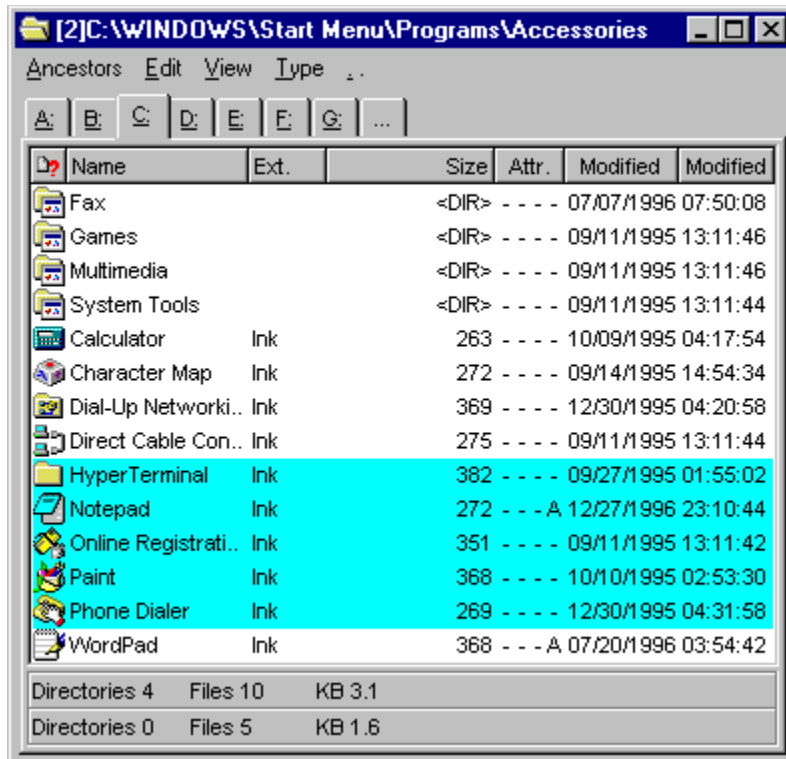 [2]C:\WINDOWS\Start Menu\Programs\Accessories
Ancestors Edit View Type . .
A: B: C: D: E: F: G: ...
Name Ext. Size Attr. Modified Modified
Fax <DIR> - - - - 07/07/1996 07:50:08
Games <DIR> - - - - 09/11/1995 13:11:46
Multimedia <DIR> - - - - 09/11/1995 13:11:46
System Tools <DIR> - - - - 09/11/1995 13:11:44
Calculator lnk 263 - - - - 10/09/1995 04:17:54
Character Map lnk 272 - - - - 09/14/1995 14:54:34
Dial-Up Networki.. lnk 369 - - - - 12/30/1995 04:20:58
Direct Cable Con.. lnk 275 - - - - 09/11/1995 13:11:44
HyperTerminal lnk 382 - - - - 09/27/1995 01:55:02
Notepad lnk 272 - - - A 12/27/1996 23:10:44
Online Registrati.. lnk 351 - - - - 09/11/1995 13:11:42
Paint lnk 368 - - - - 10/10/1995 02:53:30
Phone Dialer lnk 269 - - - - 12/30/1995 04:31:58
WordPad lnk 368 - - - A 07/20/1996 03:54:42
Directories 4 Files 10 KB 3.1
Directories 0 Files 5 KB 1.6